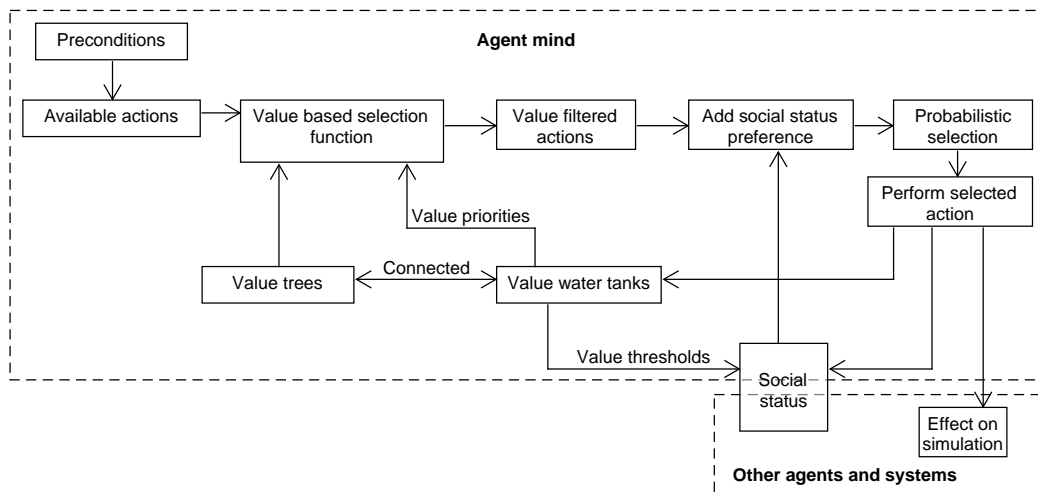 Preconditions
Agent mind
Available actions
Value based selection
function
Value filtered
actions
Add social status
preference
Probabilistic
selection
Perform selected
action
Value priorities
Connected
Value trees
Value water tanks
Value thresholds
Social
status
Effect on
simulation
Other agents and systems